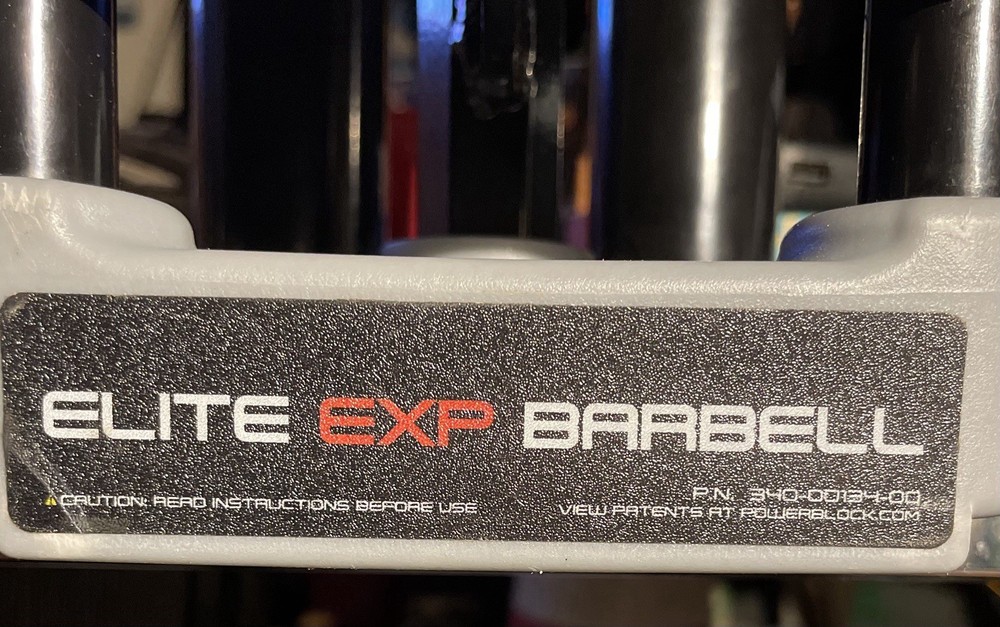 ELITE EXP BARBELL
⚠ CAUTION: READ INSTRUCTIONS BEFORE USE
P.N. 340-00134-00
VIEW PATENTS AT POWERBLOCK.COM